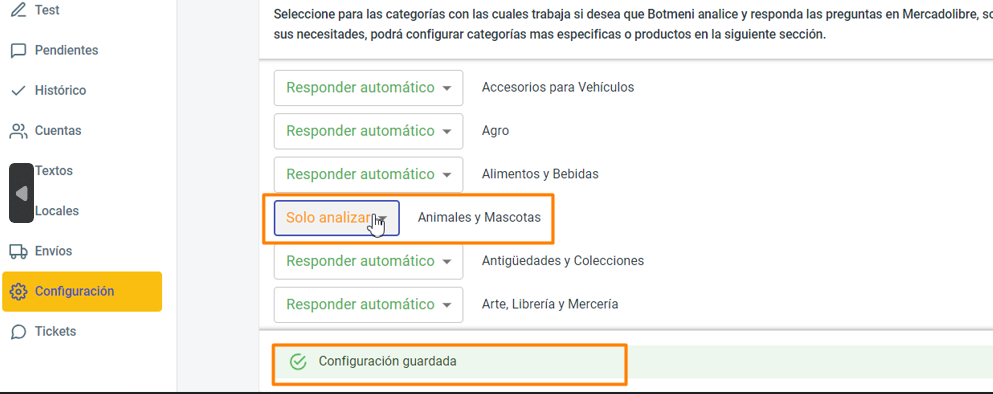 Test
Pendientes
Histórico
Cuentas
Textos
Locales
Envíos
Configuración
Tickets
Seleccione para las categorías con las cuales trabaja si desea que Botmeni analice y responda las preguntas en Mercadolibre, so
sus necesidades, podrá configurar categorías mas especificas o productos en la siguiente sección.
Responder automático Accesorios para Vehículos
Responder automático Agro
Responder automático Alimentos y Bebidas
Solo analizar Animales y Mascotas
Responder automático Antigüedades y Colecciones
Responder automático Arte, Librería y Mercería
Configuración guardada